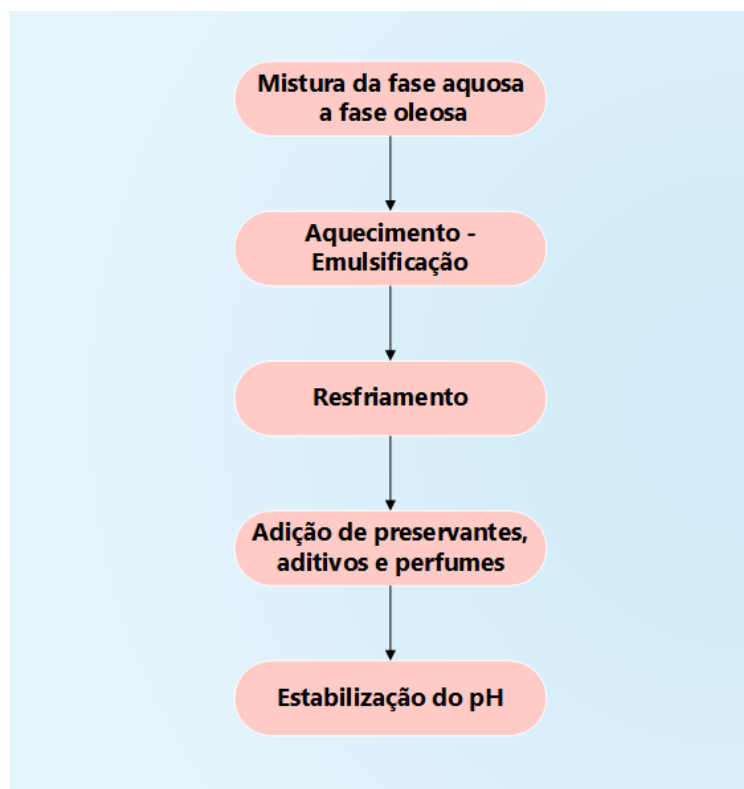 Mistura da fase aquosa
a fase oleosa
Aquecimento -
Emulsificação
Resfriamento
Adição de preservantes,
aditivos e perfumes
Estabilização do pH